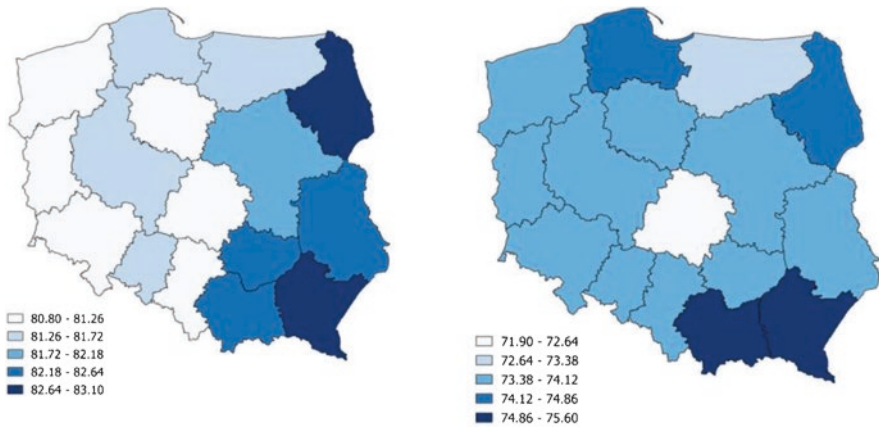 80.80 - 81.26
81.26 - 81.72
81.72 - 82.18
82.18 - 82.64
82.64 - 83.10
71.90 - 72.64
72.64 - 73.38
73.38 - 74.12
74.12 - 74.86
74.86 - 75.60